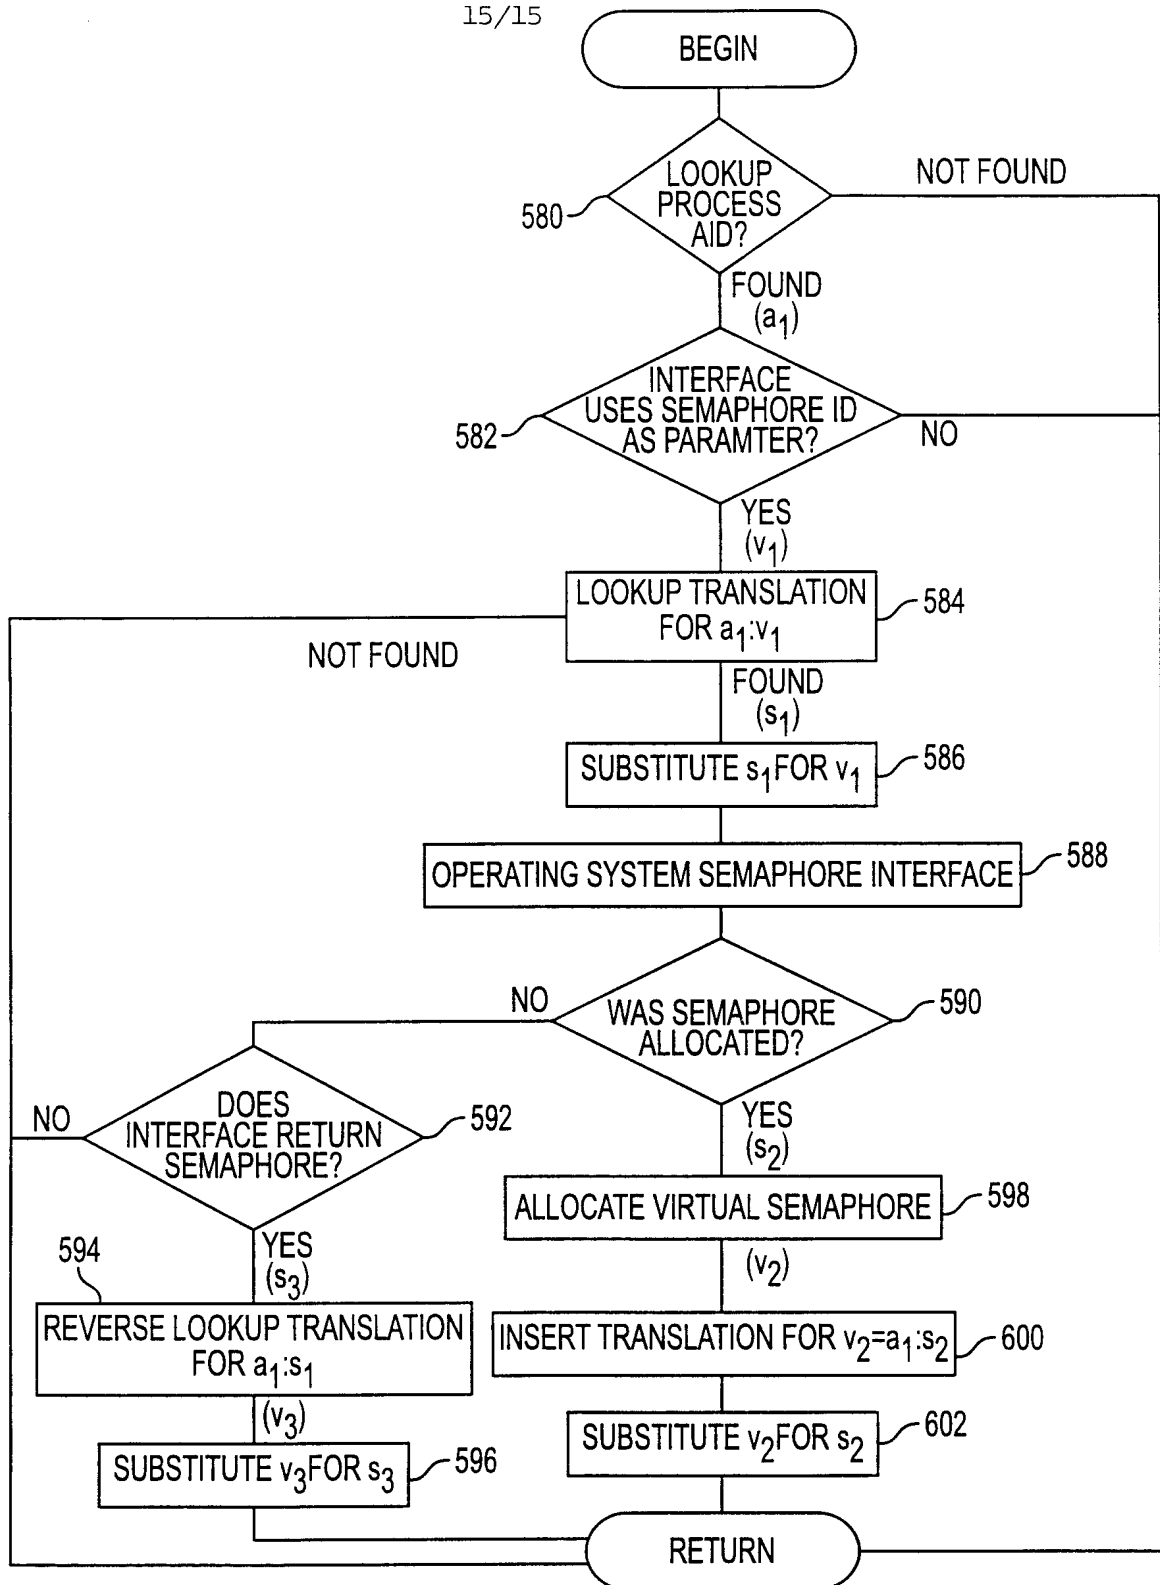 15/15
BEGIN
LOOKUP
PROCESS
AID?
580
NOT FOUND
FOUND
(a1)
INTERFACE
USES SEMAPHORE ID
AS PARAMTER?
582
NO
YES
(v1)
LOOKUP TRANSLATION
FOR a1:v1
584
NOT FOUND
FOUND
(s1)
SUBSTITUTE s1 FOR v1
586
OPERATING SYSTEM SEMAPHORE INTERFACE
588
WAS SEMAPHORE
ALLOCATED?
590
NO
DOES
INTERFACE RETURN
SEMAPHORE?
592
NO
YES
(s2)
ALLOCATE VIRTUAL SEMAPHORE
598
(v2)
YES
(s3)
594
REVERSE LOOKUP TRANSLATION
FOR a1:s1
INSERT TRANSLATION FOR v2=a1:s2
600
(v3)
SUBSTITUTE v3 FOR s3
596
SUBSTITUTE v2 FOR s2
602
RETURN